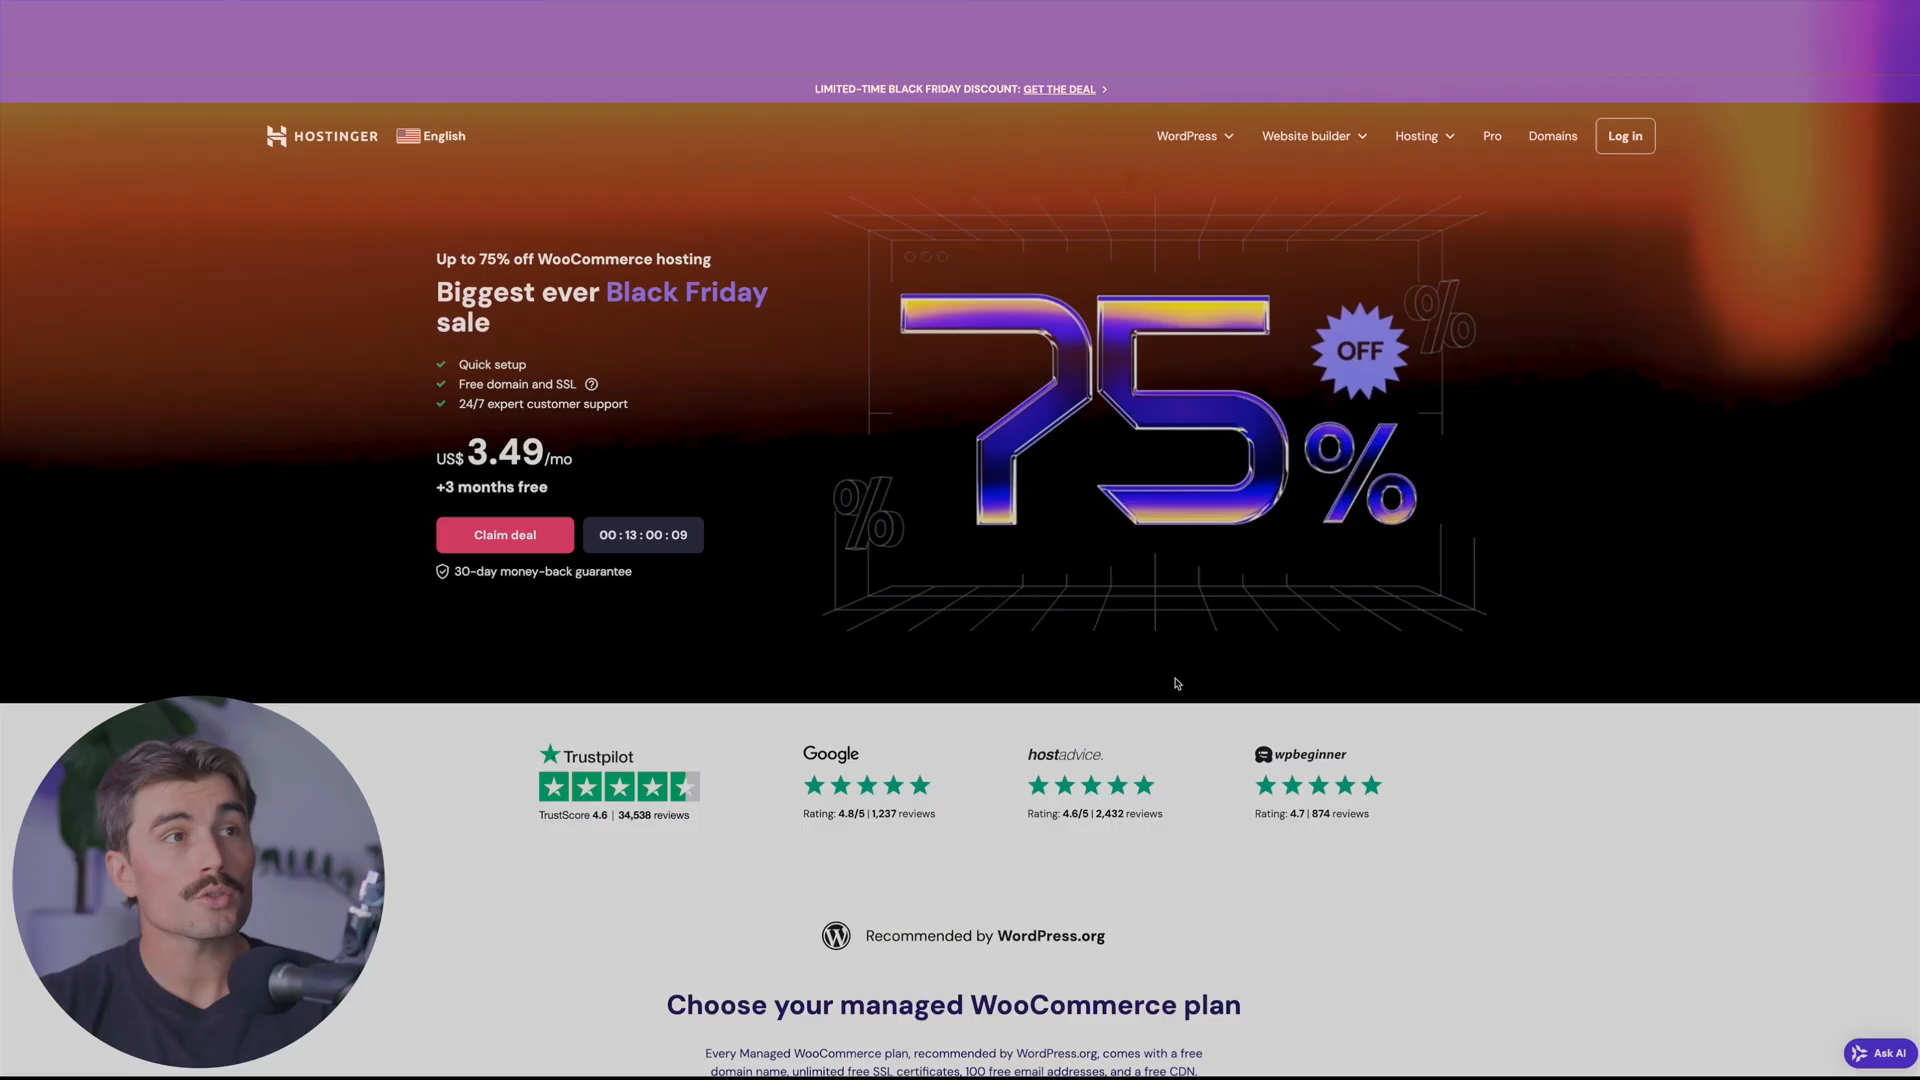 LIMITED-TIME BLACK FRIDAY DISCOUNT: GET THE DEAL
HOSTINGER English WordPress Website builder Hosting Pro Domains Log in
Up to 75% off WooCommerce hosting
Biggest ever Black Friday
sale
Quick setup
Free domain and SSL
24/7 expert customer support
US$ 3.49/mo
+3 months free
Claim deal 00 : 13 : 00 : 09
30-day money-back guarantee
75%
OFF
%
%
Trustpilot
TrustScore 4.6 | 34,538 reviews
Google
Rating: 4.8/5 | 1,237 reviews
hostadvice.
Rating: 4.6/5 | 2,432 reviews
wpbeginner
Rating: 4.7 | 874 reviews
Recommended by WordPress.org
Choose your managed WooCommerce plan
Every Managed WooCommerce plan, recommended by WordPress.org, comes with a free
domain name, unlimited free SSL certificates, 100 free email addresses, and a free CDN.
Ask AI